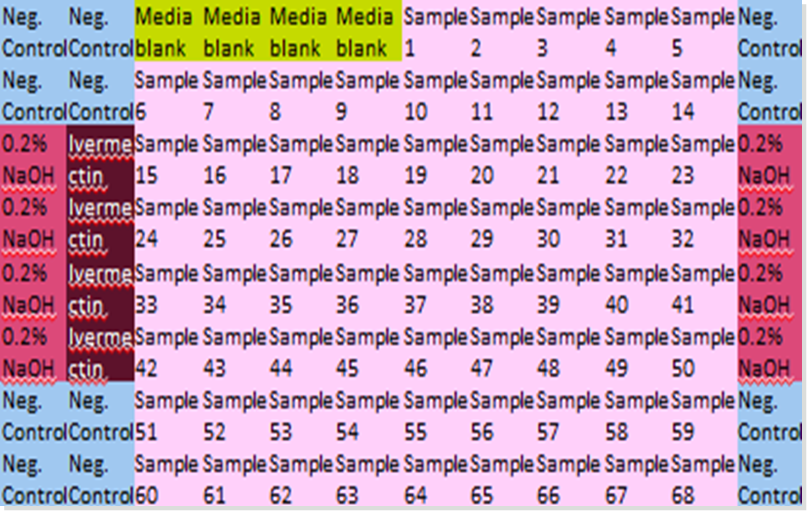 Neg. Neg. Media Media Media Media Sample Sample Sample Sample Sample Neg.
Control Control blank blank blank blank 1 2 3 4 5 Control
Neg. Neg. Sample Sample Sample Sample Sample Sample Sample Sample Sample Neg.
Control Control 6 7 8 9 10 11 12 13 14 Control
0.2% Iverme Sample Sample Sample Sample Sample Sample Sample Sample Sample 0.2%
NaOH ctin 15 16 17 18 19 20 21 22 23 NaOH
0.2% Iverme Sample Sample Sample Sample Sample Sample Sample Sample Sample 0.2%
NaOH ctin 24 25 26 27 28 29 30 31 32 NaOH
0.2% Iverme Sample Sample Sample Sample Sample Sample Sample Sample Sample 0.2%
NaOH ctin 33 34 35 36 37 38 39 40 41 NaOH
0.2% Iverme Sample Sample Sample Sample Sample Sample Sample Sample Sample 0.2%
NaOH ctin 42 43 44 45 46 47 48 49 50 NaOH
Neg. Neg. Sample Sample Sample Sample Sample Sample Sample Sample Sample Neg.
Control Control 51 52 53 54 55 56 57 58 59 Control
Neg. Neg. Sample Sample Sample Sample Sample Sample Sample Sample Sample Neg.
Control Control 60 61 62 63 64 65 66 67 68 Control